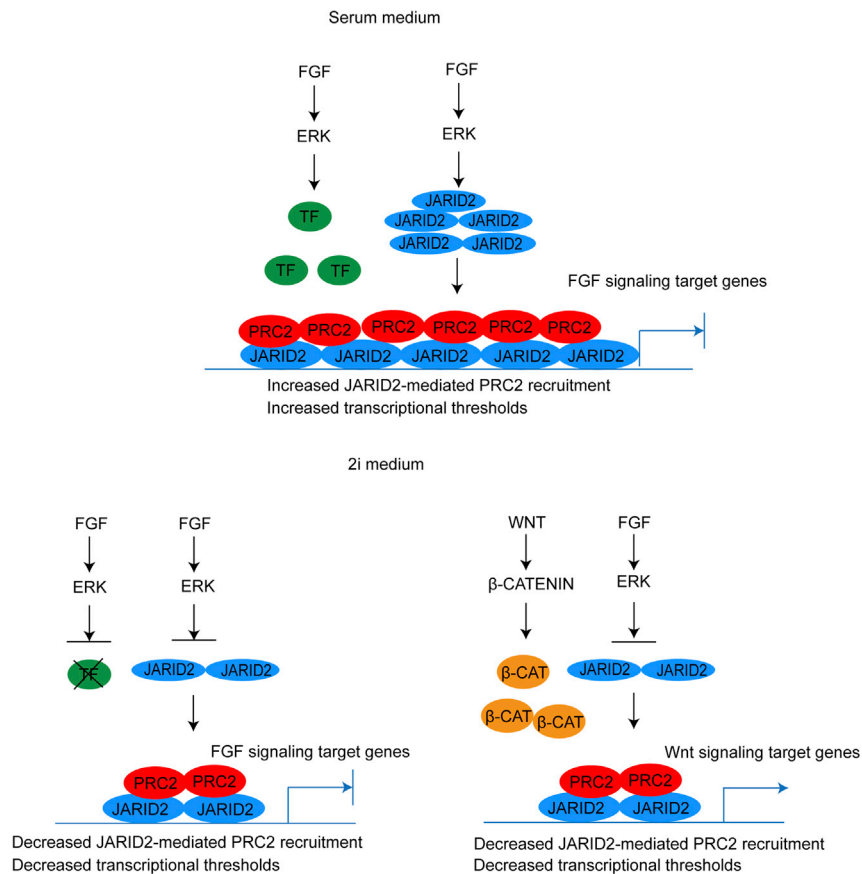 Serum medium
FGF FGF
ERK ERK
JARID2
TF JARID2 JARID2
JARID2 JARID2
TF TF
FGF signaling target genes
PRC2 PRC2 PRC2 PRC2 PRC2 PRC2
JARID2 JARID2 JARID2 JARID2 JARID2
Increased JARID2-mediated PRC2 recruitment
Increased transcriptional thresholds
2i medium
FGF FGF
ERK ERK
TF JARID2 JARID2
FGF signaling target genes
PRC2 PRC2
JARID2 JARID2
Decreased JARID2-mediated PRC2 recruitment
Decreased transcriptional thresholds
WNT FGF
β-CATENIN ERK
β-CAT JARID2 JARID2
β-CAT β-CAT
Wnt signaling target genes
PRC2 PRC2
JARID2 JARID2
Decreased JARID2-mediated PRC2 recruitment
Decreased transcriptional thresholds